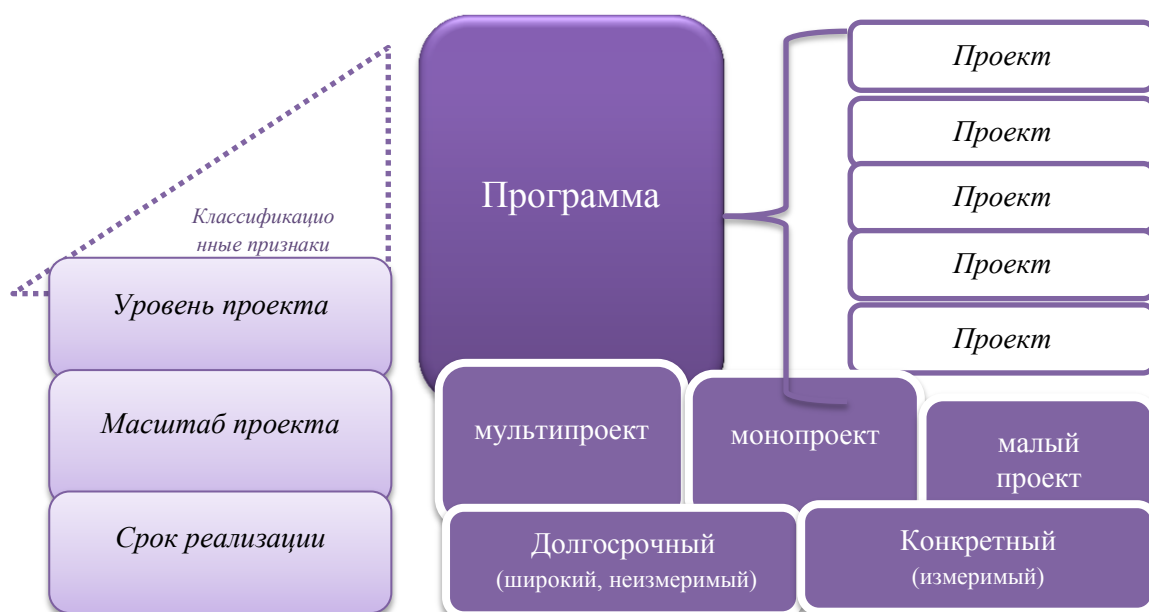 Классификацио
нные признаки
Уровень проекта
Масштаб проекта
Срок реализации
Программа
Проект
Проект
Проект
Проект
Проект
мультипроект
монопроект
малый
проект
Долгосрочный
(широкий, неизмеримый)
Конкретный
(измеримый)